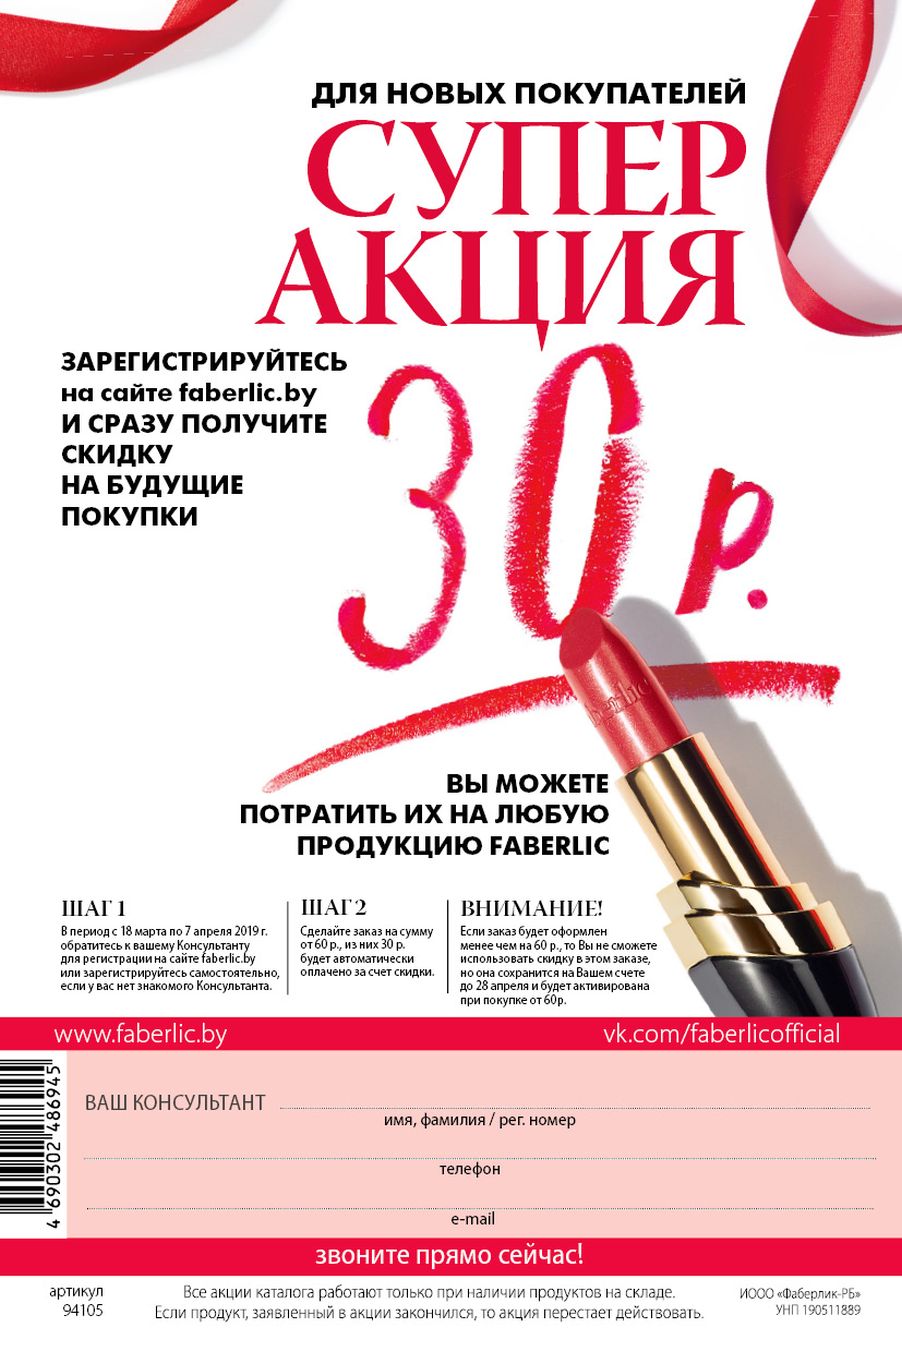 ДЛЯ НОВЫХ ПОКУПАТЕЛЕЙ
СУПЕР
АКЦИЯ
ЗАРЕГИСТРИРУЙТЕСЬ
на сайте faberlic.by
И СРАЗУ ПОЛУЧИТЕ
СКИДКУ
НА БУДУЩИЕ
ПОКУПКИ
30 р.
faberlic
ВЫ МОЖЕТЕ
ПОТРАТИТЬ ИХ НА ЛЮБУЮ
ПРОДУКЦИЮ FABERLIC
ШАГ 1
В период с 18 марта по 7 апреля 2019 г.
обратитесь к вашему Консультанту
для регистрации на сайте faberlic.by
или зарегистрируйтесь самостоятельно,
если у вас нет знакомого Консультанта.
ШАГ 2
Сделайте заказ на сумму
от 60 р., из них 30 р.
будет автоматически
оплачено за счет скидки.
ВНИМАНИЕ!
Если заказ будет оформлен
менее чем на 60 р., то Вы не сможете
использовать скидку в этом заказе,
но она сохранится на Вашем счете
до 28 апреля и будет активирована
при покупке от 60р.
www.faberlic.by
vk.com/faberlicofficial
4 690302 486945
ВАШ КОНСУЛЬТАНТ
имя, фамилия / рег. номер
телефон
e-mail
звоните прямо сейчас!
артикул
94105
Все акции каталога работают только при наличии продуктов на складе.
Если продукт, заявленный в акции закончился, то акция перестает действовать.
ИООО «Фаберлик-РБ»
УНП 190511889